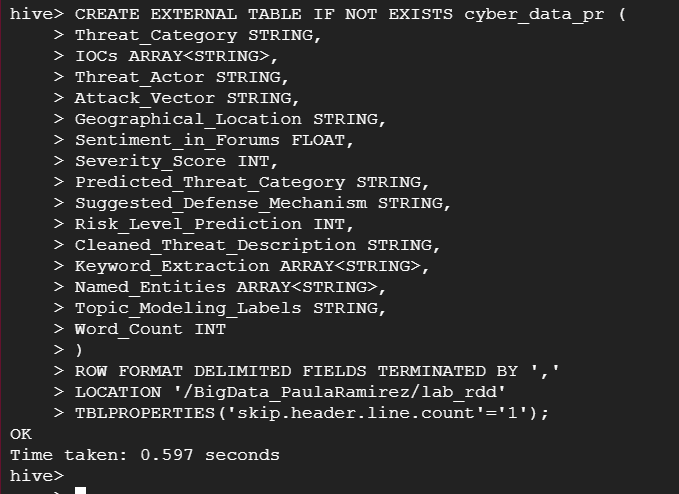 hive> CREATE EXTERNAL TABLE IF NOT EXISTS cyber_data_pr (
    > Threat_Category STRING,
    > IOCs ARRAY<STRING>,
    > Threat_Actor STRING,
    > Attack_Vector STRING,
    > Geographical_Location STRING,
    > Sentiment_in_Forums FLOAT,
    > Severity_Score INT,
    > Predicted_Threat_Category STRING,
    > Suggested_Defense_Mechanism STRING,
    > Risk_Level_Prediction INT,
    > Cleaned_Threat_Description STRING,
    > Keyword_Extraction ARRAY<STRING>,
    > Named_Entities ARRAY<STRING>,
    > Topic_Modeling_Labels STRING,
    > Word_Count INT
    > )
    > ROW FORMAT DELIMITED FIELDS TERMINATED BY ','
    > LOCATION '/BigData_PaulaRamirez/lab_rdd'
    > TBLPROPERTIES('skip.header.line.count'='1');
OK
Time taken: 0.597 seconds
hive>
    >